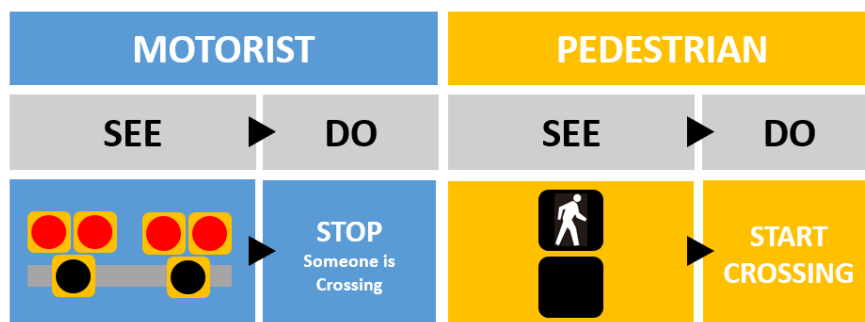 MOTORIST
PEDESTRIAN
SEE
DO
SEE
DO
STOP
Someone is
Crossing
START
CROSSING